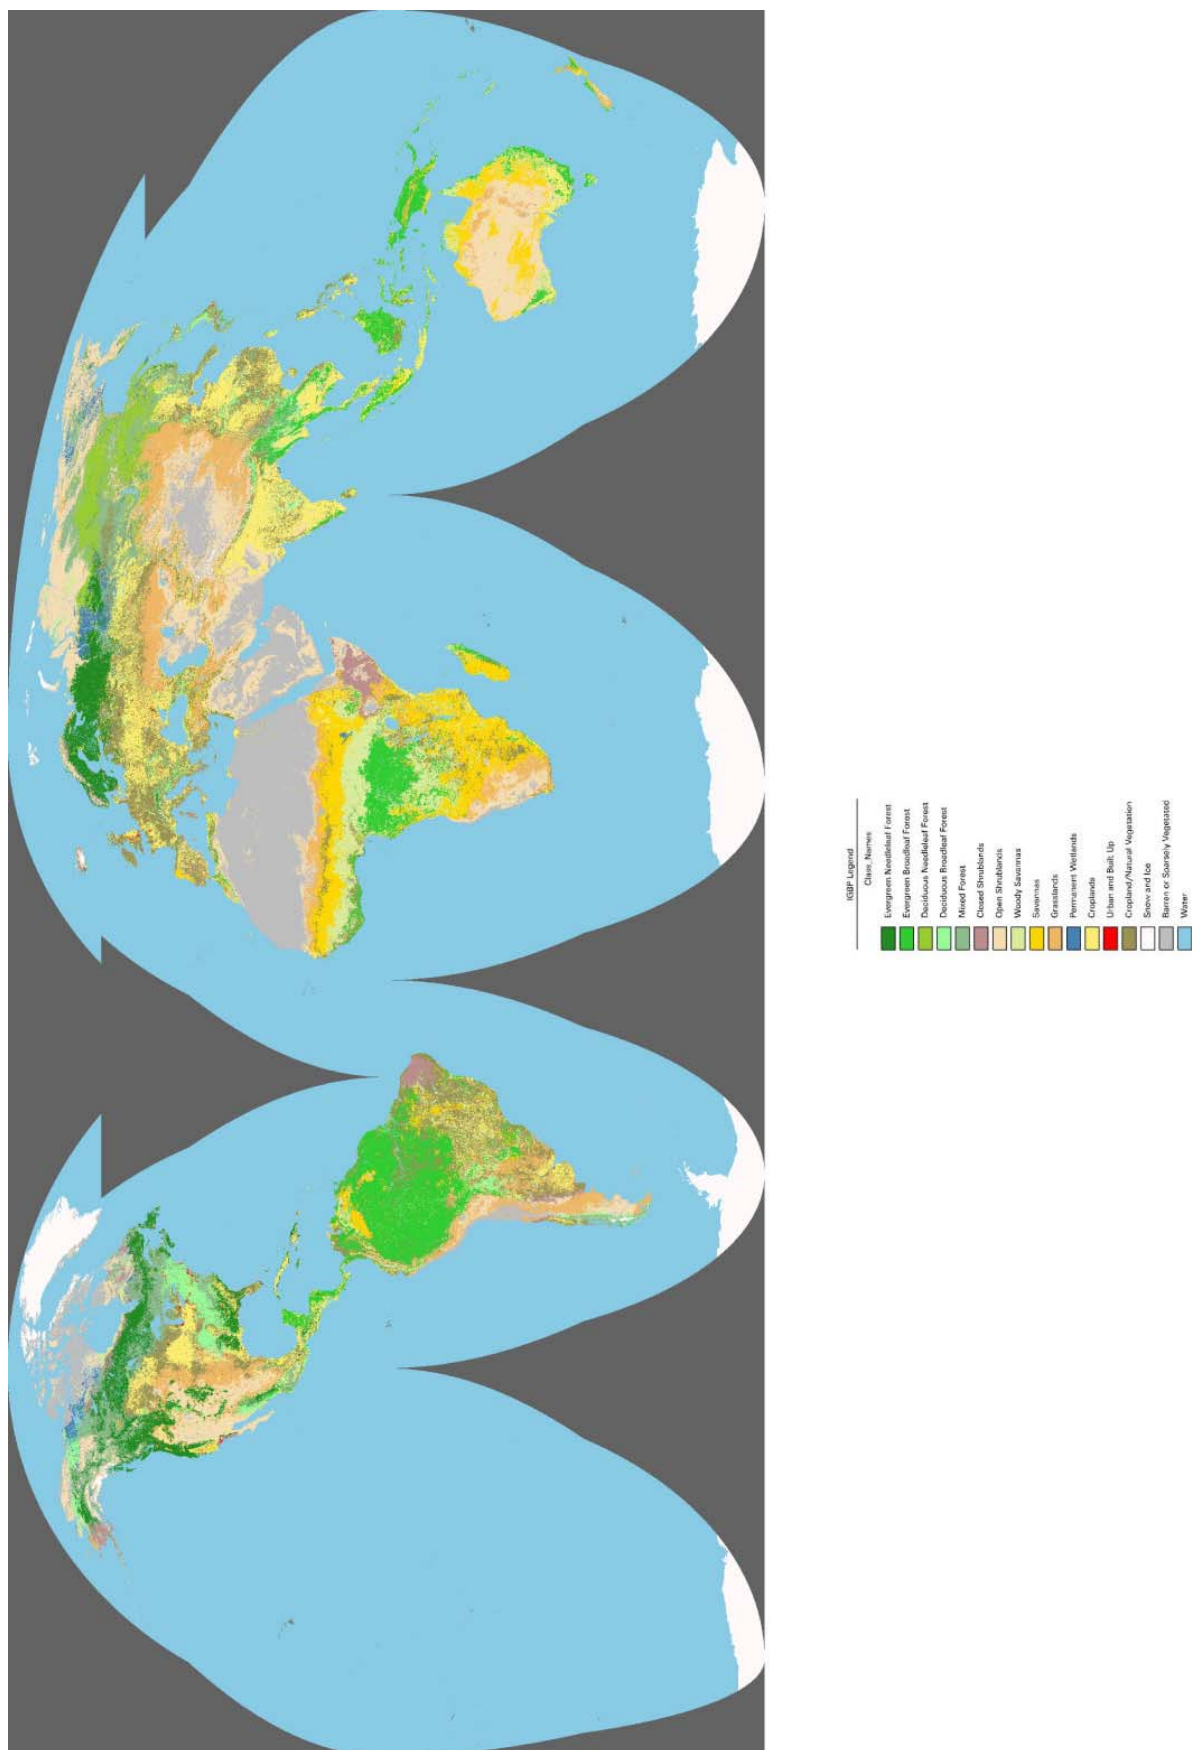 IGBP Legend
Class_Names
Evergreen Needleleaf Forest
Evergreen Broadleaf Forest
Deciduous Needleleaf Forest
Deciduous Broadleaf Forest
Mixed Forest
Closed Shrublands
Open Shrublands
Woody Savannas
Savannas
Grasslands
Permanent Wetlands
Croplands
Urban and Built Up
Cropland/Natural Vegetation
Snow and Ice
Barren or Sparsely Vegetated
Water